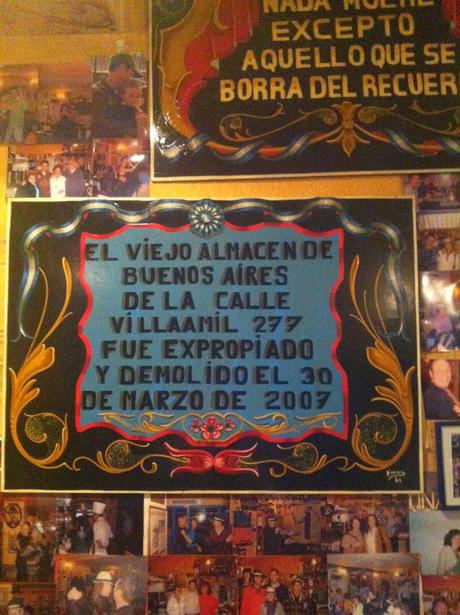 NADA MUERE
EXCEPTO
AQUELLO QUE SE
BORRA DEL
EL VIEJO ALMACEN DE
BUENOS AIRES
DE LA CALLE
VILLAAMIL 277
FUE EXPROPIADO
Y DEMOLIDO EL 30
DE MARZO DE 2007